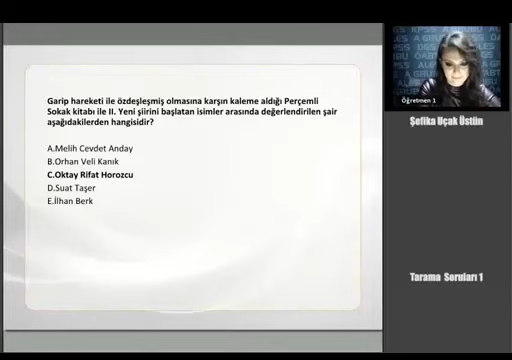 Garip hareketi ile özdeşleşmiş olmasına karşın kaleme aldığı Perçemli
Sokak kitabı ile II. Yeni şiirini başlatan isimler arasında değerlendirilen şair
aşağıdakilerden hangisidir?
A.Melih Cevdet Anday
B.Orhan Veli Kanık
C.Oktay Rifat Horozcu
D.Suat Taşer
E.İlhan Berk
Öğretmen 1
Şefika Uçak Üstün
Tarama Soruları 1